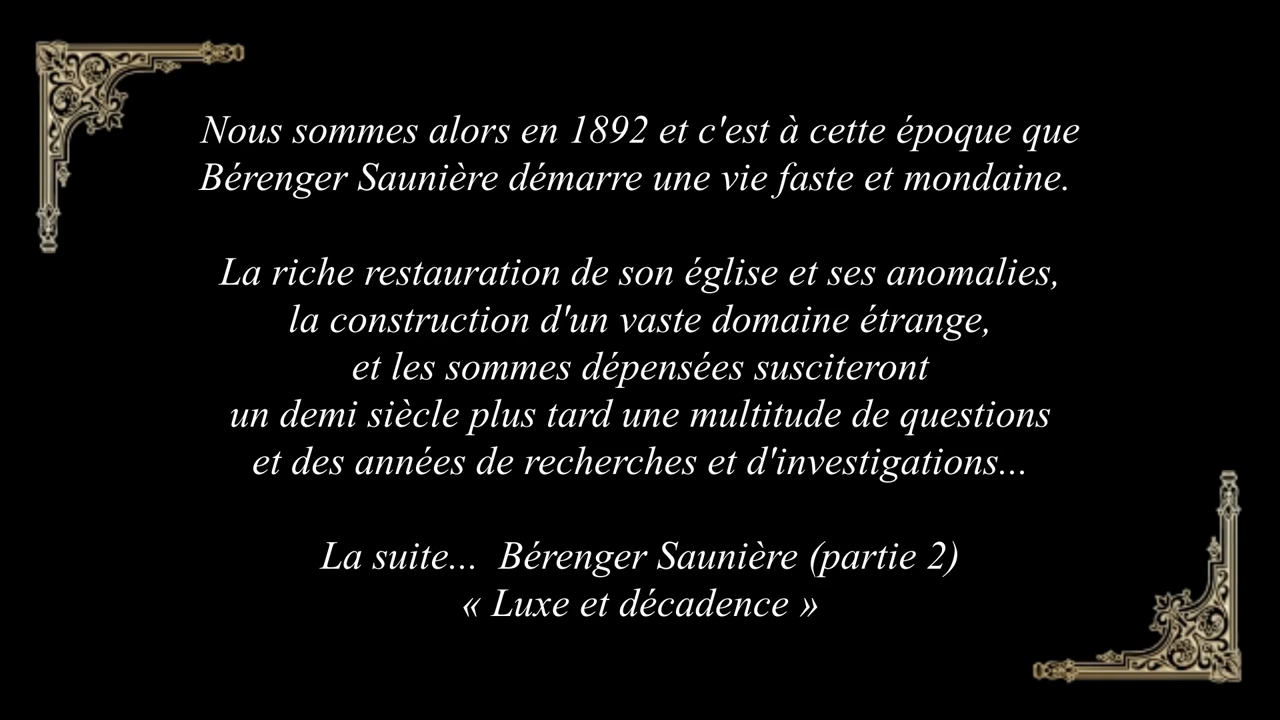 Nous sommes alors en 1892 et c'est à cette époque que
Bérenger Saunière démarre une vie faste et mondaine.
La riche restauration de son église et ses anomalies,
la construction d'un vaste domaine étrange,
et les sommes dépensées susciteront
un demi siècle plus tard une multitude de questions
et des années de recherches et d'investigations...
La suite...  Bérenger Saunière (partie 2)
« Luxe et décadence »